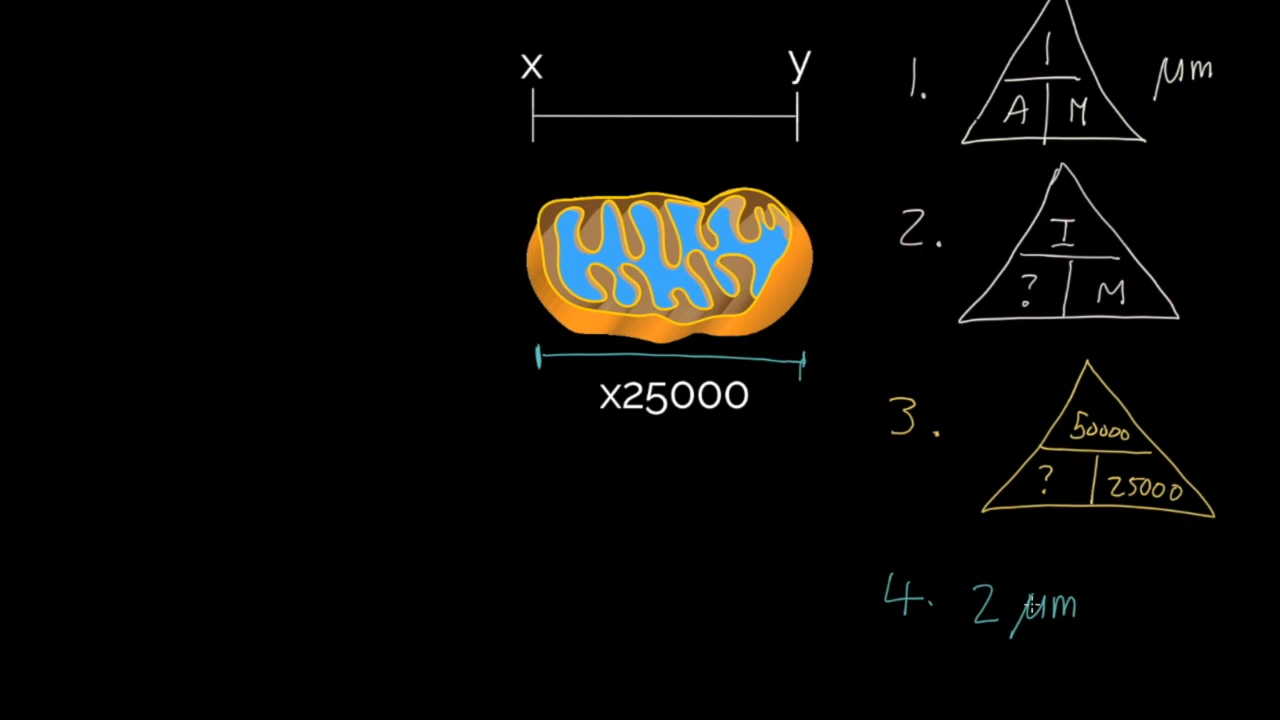 x y
x25000
1. I
A M
µm
2. I
? M
3. 50000
? 25000
4. 2 µm